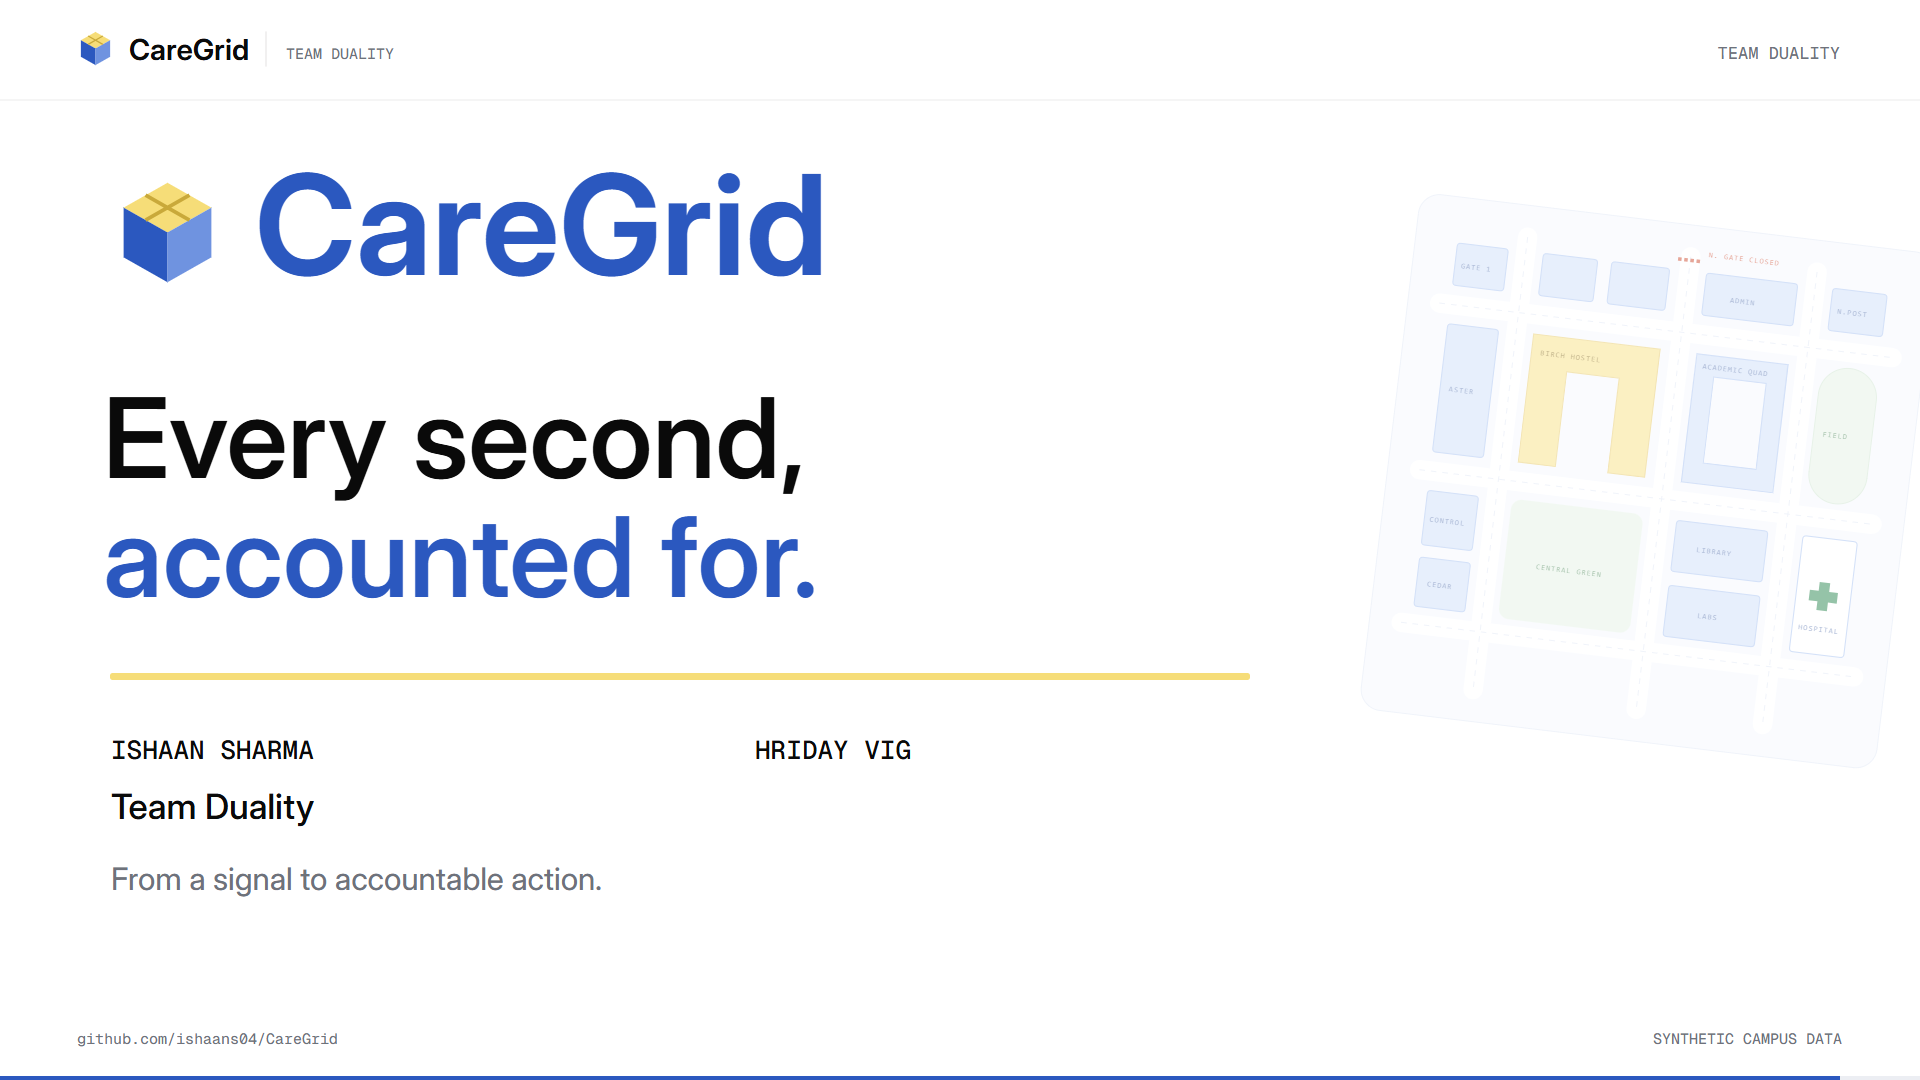 CareGrid
TEAM DUALITY
TEAM DUALITY
CareGrid
Every second,
accounted for.
ISHAAN SHARMA
HRIDAY VIG
Team Duality
From a signal to accountable action.
GATE 1
N. GATE CLOSED
ADMIN
N.POST
BIRCH HOSTEL
ACADEMIC QUAD
ASTER
FIELD
CONTROL
LIBRARY
CENTRAL GREEN
CEDAR
LABS
HOSPITAL
github.com/ishaans04/CareGrid
SYNTHETIC CAMPUS DATA